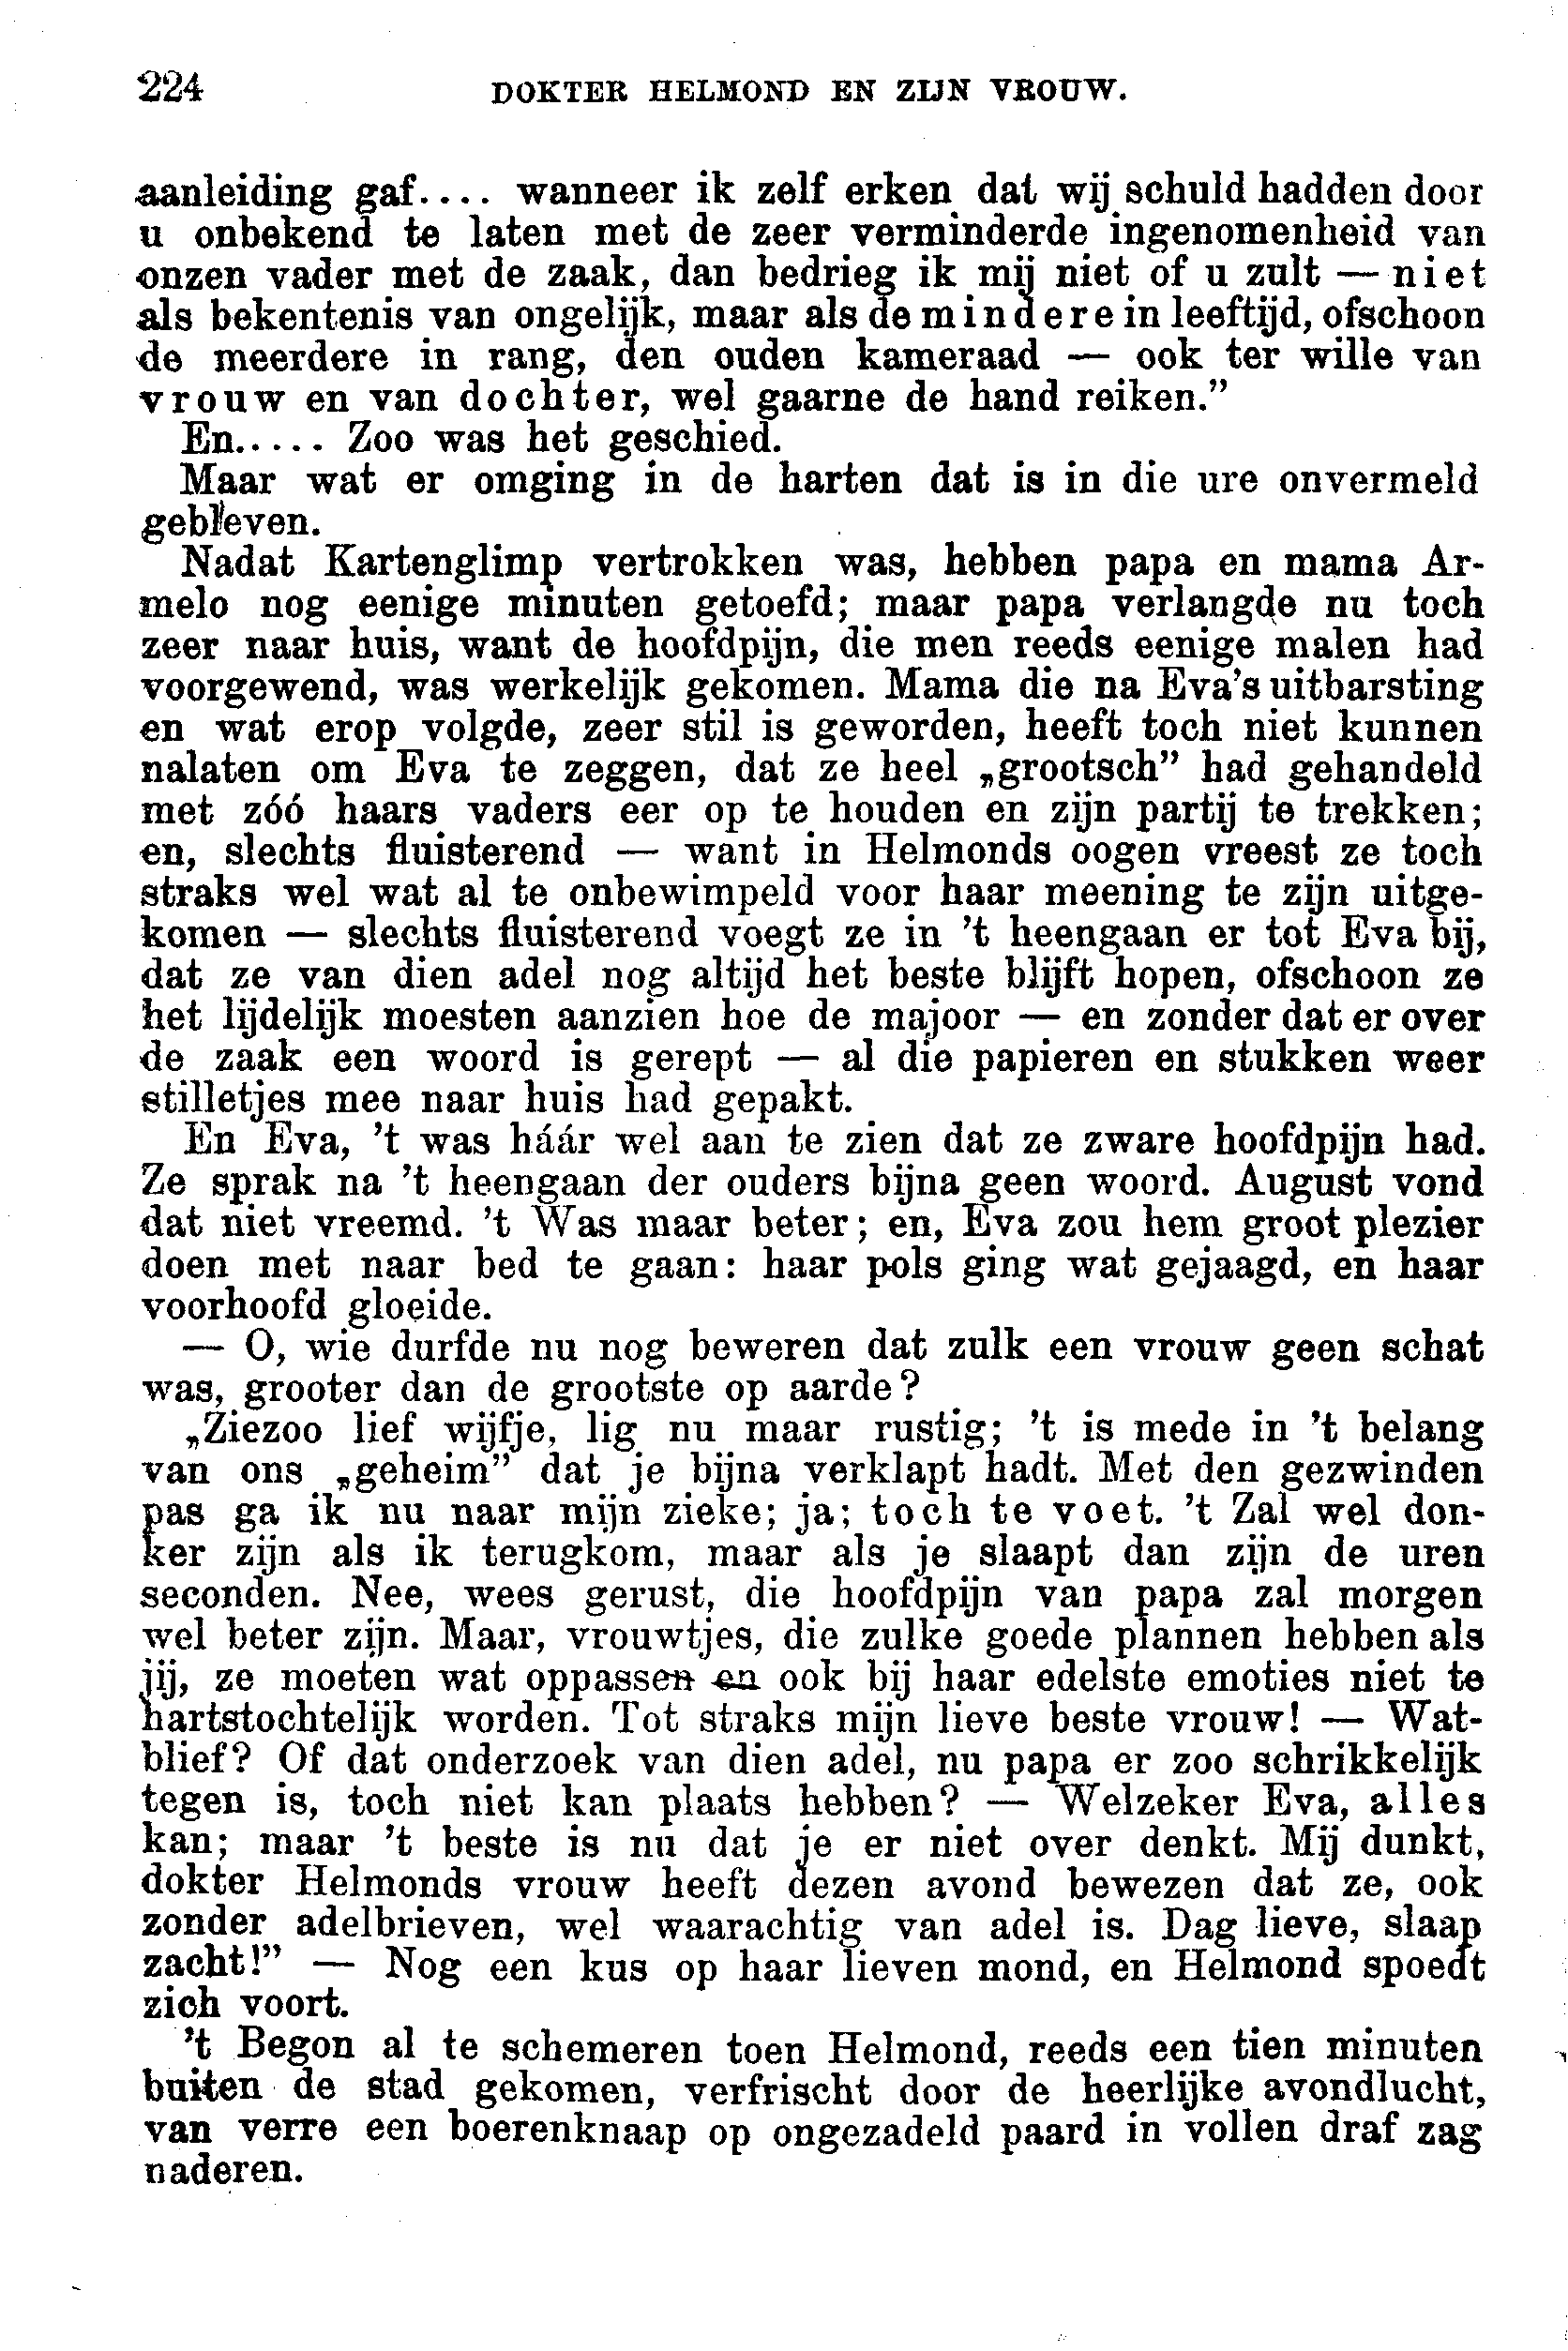 224 DOKTER HELMOND EN ZIJN VROUW.
aanleiding gaf.... wanneer ik zelf erken dat wij schuld hadden door
u onbekend te laten met de zeer verminderde ingenomenheid van
onzen vader met de zaak, dan bedrieg ik mij niet of u zult — niet
als bekentenis van ongelijk, maar als de mindere in leeftijd, ofschoon
de meerdere in rang, den ouden kameraad — ook ter wille van
vrouw en van dochter, wel gaarne de hand reiken.”
En..... Zoo was het geschied.
Maar wat er omging in de harten dat is in die ure onvermeld
gebleven.
Nadat Kartenglimp vertrokken was, hebben papa en mama Ar-
melo nog eenige minuten getoefd; maar papa verlangde nu toch
zeer naar huis, want de hoofdpijn, die men reeds eenige malen had
voorgewend, was werkelijk gekomen. Mama die na Eva's uitbarsting
en wat erop volgde, zeer stil is geworden, heeft toch niet kunnen
nalaten om Eva te zeggen, dat ze heel „grootsch” had gehandeld
met zóó haars vaders eer op te houden en zijn partij te trekken;
en, slechts fluisterend — want in Helmonds oogen vreest ze toch
straks wel wat al te onbewimpeld voor haar meening te zijn uitge-
komen — slechts fluisterend voegt ze in 't heengaan er tot Eva bij,
dat ze van dien adel nog altijd het beste blijft hopen, ofschoon ze
het lijdelijk moesten aanzien hoe de majoor — en zonder dat er over
de zaak een woord is gerept — al die papieren en stukken weer
stilletjes mee naar huis had gepakt.
En Eva, 't was háár wel aan te zien dat ze zware hoofdpijn had.
Ze sprak na 't heengaan der ouders bijna geen woord. August vond
dat niet vreemd. 't Was maar beter; en, Eva zou hem groot plezier
doen met naar bed te gaan: haar pols ging wat gejaagd, en haar
voorhoofd gloeide.
— O, wie durfde nu nog beweren dat zulk een vrouw geen schat
was, grooter dan de grootste op aarde?
„Ziezoo lief wijfje, lig nu maar rustig; 't is mede in 't belang
van ons „geheim” dat je bijna verklapt hadt. Met den gezwinden
pas ga ik nu naar mijn zieke; ja; toch te voet. 't Zal wel don-
ker zijn als ik terugkom, maar als je slaapt dan zijn de uren
seconden. Nee, wees gerust, die hoofdpijn van papa zal morgen
wel beter zijn. Maar, vrouwtjes, die zulke goede plannen hebben als
jij, ze moeten wat oppassen en ook bij haar edelste emoties niet te
hartstochtelijk worden. Tot straks mijn lieve beste vrouw! — Wat-
blief? Of dat onderzoek van dien adel, nu papa er zoo schrikkelijk
tegen is, toch niet kan plaats hebben? — Welzeker Eva, alles
kan; maar 't beste is nu dat je er niet over denkt. Mij dunkt,
dokter Helmonds vrouw heeft dezen avond bewezen dat ze, ook
zonder adelbrieven, wel waarachtig van adel is. Dag lieve, slaap
zacht!” — Nog een kus op haar lieven mond, en Helmond spoedt
zich voort.
't Begon al te schemeren toen Helmond, reeds een tien minuten
buiten de stad gekomen, verfrischt door de heerlijke avondlucht,
van verre een boerenknaap op ongezadeld paard in vollen draf zag
naderen.